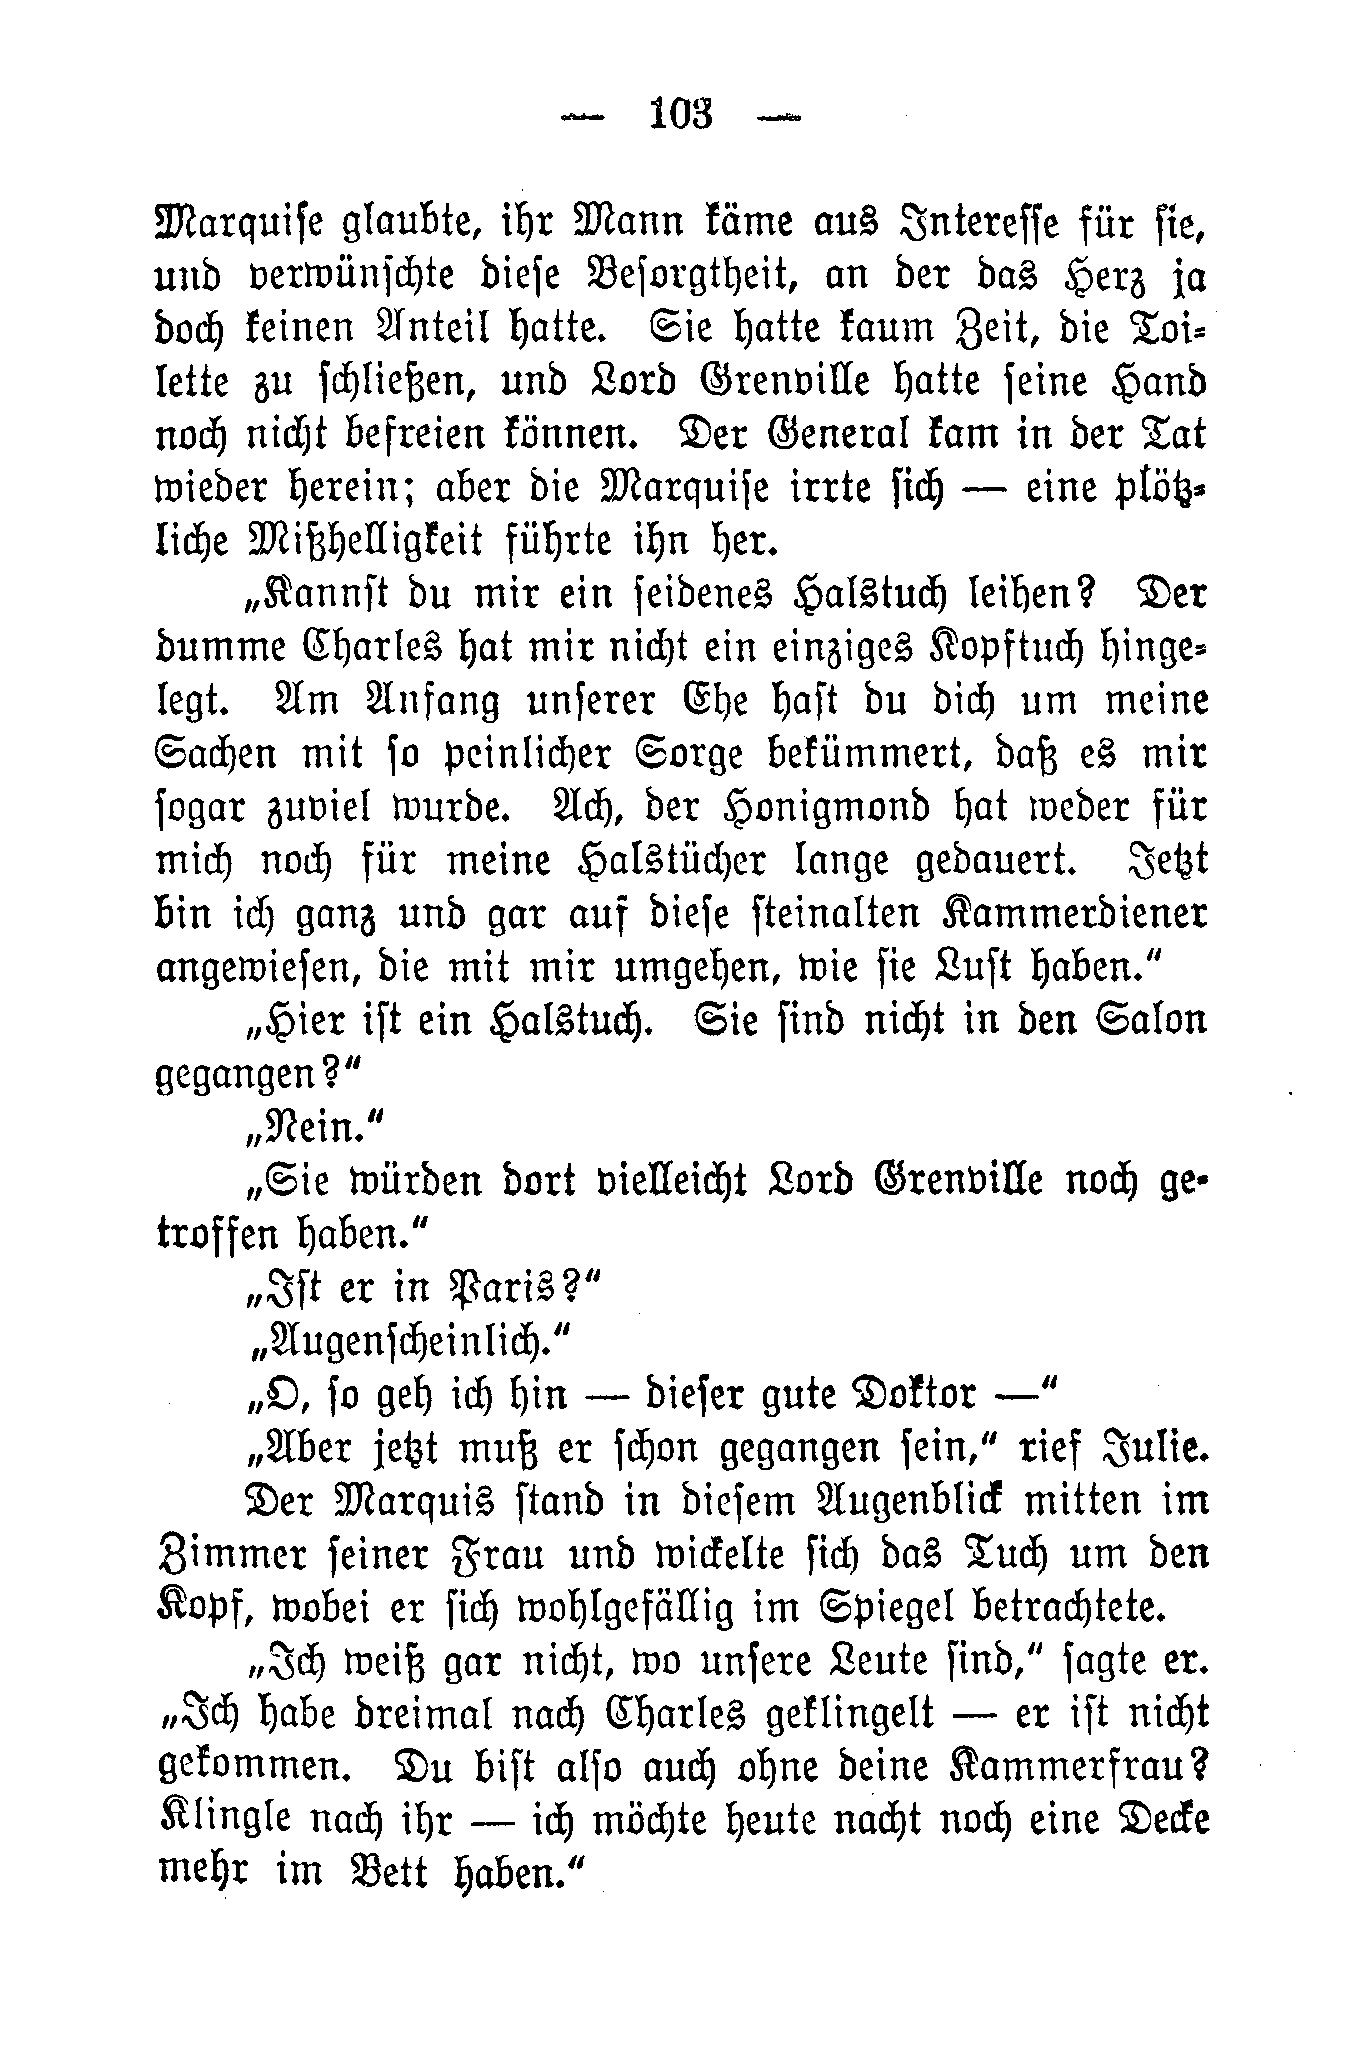 — 103 —
Marquise glaubte, ihr Mann käme aus Interesse für sie,
und verwünschte diese Besorgtheit, an der das Herz ja
doch keinen Anteil hatte. Sie hatte kaum Zeit, die Toi-
lette zu schließen, und Lord Grenville hatte seine Hand
noch nicht befreien können. Der General kam in der Tat
wieder herein; aber die Marquise irrte sich — eine plötz-
liche Mißhelligkeit führte ihn her.
„Kannst du mir ein seidenes Halstuch leihen? Der
dumme Charles hat mir nicht ein einziges Kopftuch hinge-
legt. Am Anfang unserer Ehe hast du dich um meine
Sachen mit so peinlicher Sorge bekümmert, daß es mir
sogar zuviel wurde. Ach, der Honigmond hat weder für
mich noch für meine Halstücher lange gedauert. Jetzt
bin ich ganz und gar auf diese steinalten Kammerdiener
angewiesen, die mit mir umgehen, wie sie Lust haben.“
„Hier ist ein Halstuch. Sie sind nicht in den Salon
gegangen?“
„Nein.“
„Sie würden dort vielleicht Lord Grenville noch ge-
troffen haben.“
„Ist er in Paris?“
„Augenscheinlich.“
„O, so geh ich hin — dieser gute Doktor —“
„Aber jetzt muß er schon gegangen sein,“ rief Julie.
Der Marquis stand in diesem Augenblick mitten im
Zimmer seiner Frau und wickelte sich das Tuch um den
Kopf, wobei er sich wohlgefällig im Spiegel betrachtete.
„Ich weiß gar nicht, wo unsere Leute sind,“ sagte er.
„Ich habe dreimal nach Charles geklingelt — er ist nicht
gekommen. Du bist also auch ohne deine Kammerfrau?
Klingle nach ihr — ich möchte heute nacht noch eine Decke
mehr im Bett haben.“